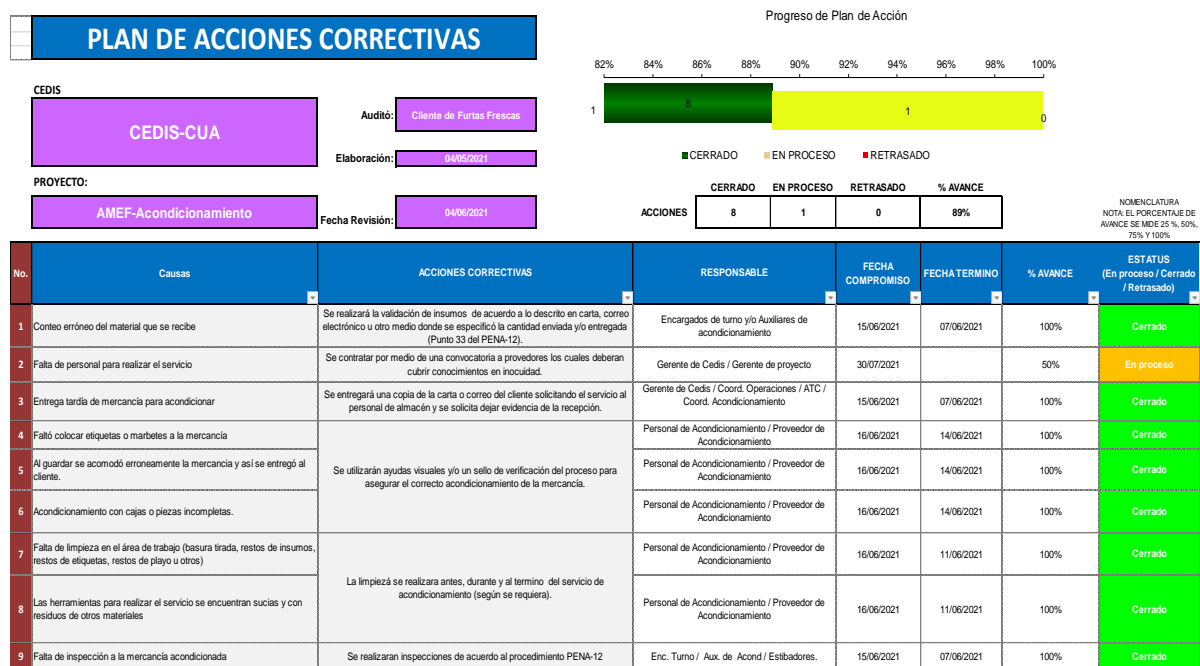 PLAN DE ACCIONES CORRECTIVAS
Progreso de Plan de Acción
82% 84% 86% 88% 90% 92% 94% 96% 98% 100%
1 8 1 0
CERRADO EN PROCESO RETRASADO
CEDIS
CEDIS-CUA
Auditó: Cliente de Furtas Frescas
Elaboración: 04/05/2021
PROYECTO:
AMEF-Acondicionamiento
Fecha Revisión: 04/06/2021
CERRADO EN PROCESO RETRASADO % AVANCE
ACCIONES 8 1 0 89%
NOMENCLATURA
NOTA: EL PORCENTAJE DE
AVANCE SE MIDE 25 %, 50%,
75% Y 100%
No. Causas ACCIONES CORRECTIVAS RESPONSABLE FECHA COMPROMISO FECHA TERMINO % AVANCE ESTATUS
(En proceso / Cerrado
/ Retrasado)
1 Conteo erróneo del material que se recibe
Se realizará la validación de insumos de acuerdo a lo descrito en carta, correo
electrónico u otro medio donde se especificó la cantidad enviada y/o entregada
(Punto 33 del PENA-12).
Encargados de turno y/o Auxiliares de
acondicionamiento
15/06/2021 07/06/2021 100% Cerrado
2 Falta de personal para realizar el servicio
Se contratar por medio de una convocatoria a provedores los cuales deberan
cubrir conocimientos en inocuidad.
Gerente de Cedis / Gerente de proyecto
30/07/2021 50% En proceso
3 Entrega tardía de mercancía para acondicionar
Se entregará una copia de la carta o correo del cliente solicitando el servicio al
personal de almacén y se solicita dejar evidencia de la recepción.
Gerente de Cedis / Coord. Operaciones / ATC /
Coord. Acondicionamiento
15/06/2021 07/06/2021 100% Cerrado
4 Faltó colocar etiquetas o marbetes a la mercancía
Personal de Acondicionamiento / Proveedor de
Acondicionamiento
16/06/2021 14/06/2021 100% Cerrado
5 Al guardar se acomodó erroneamente la mercancia y así se entregó al
cliente.
Se utilizarán ayudas visuales y/o un sello de verificación del proceso para
asegurar el correcto acondicionamiento de la mercancía.
Personal de Acondicionamiento / Proveedor de
Acondicionamiento
16/06/2021 14/06/2021 100% Cerrado
6 Acondicionamiento con cajas o piezas incompletas.
Personal de Acondicionamiento / Proveedor de
Acondicionamiento
16/06/2021 14/06/2021 100% Cerrado
7 Falta de limpieza en el área de trabajo (basura tirada, restos de insumos,
restos de etiquetas, restos de playo u otros)
Personal de Acondicionamiento / Proveedor de
Acondicionamiento
16/06/2021 11/06/2021 100% Cerrado
La limpiezá se realizara antes, durante y al termino del servicio de
acondicionamiento (según se requiera).
8 Las herramientas para realizar el servicio se encuentran sucias y con
residuos de otros materiales
Personal de Acondicionamiento / Proveedor de
Acondicionamiento
16/06/2021 11/06/2021 100% Cerrado
9 Falta de inspección a la mercancía acondicionada
Se realizaran inspecciones de acuerdo al procedimiento PENA-12
Enc. Turno / Aux. de Acond / Estibadores.
15/06/2021 07/06/2021 100% Cerrado